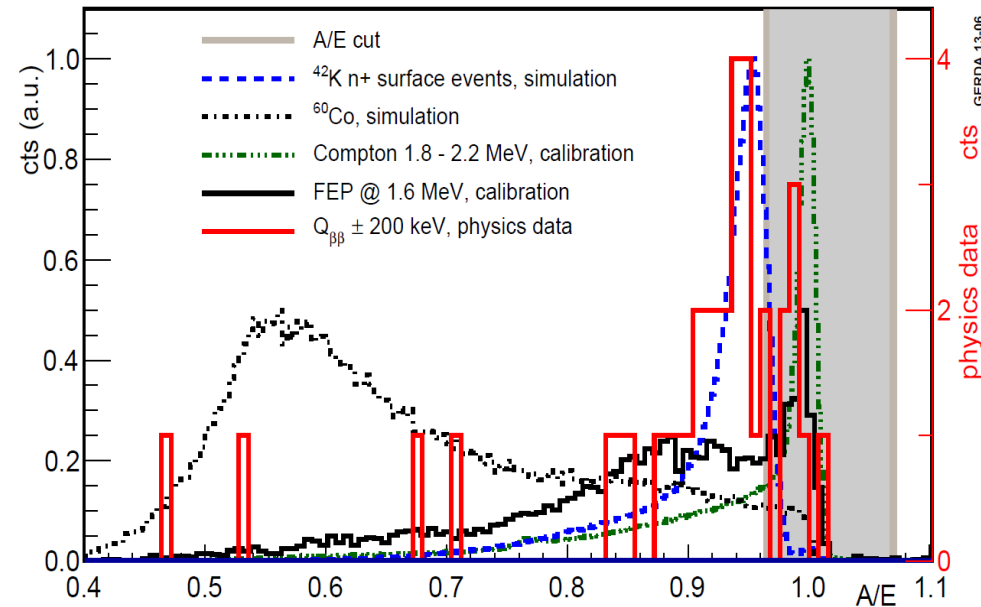 A/E cut
⁴²K n+ surface events, simulation
⁶⁰Co, simulation
Compton 1.8 - 2.2 MeV, calibration
FEP @ 1.6 MeV, calibration
Qββ ± 200 keV, physics data
cts (a.u.)
1.0
0.8
0.6
0.4
0.2
0.0
0.4
0.5
0.6
0.7
0.8
0.9
1.0
1.1
A/E
4
2
0
physics data cts
GERDA 13-06